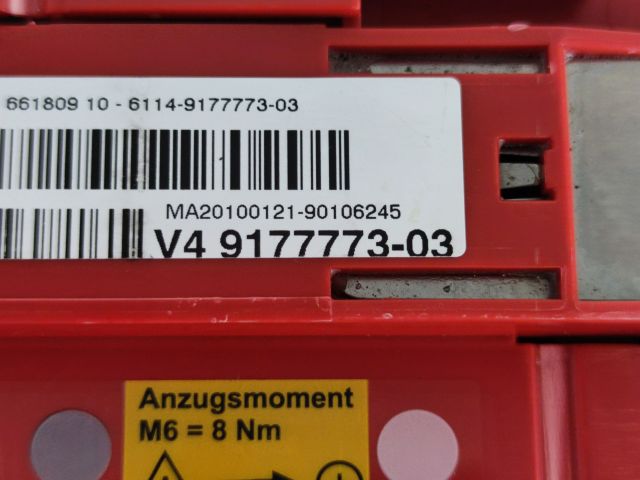 661809 10 - 6114-9177773-03
MA20100121-90106245
V4 9177773-03
Anzugsmoment
M6 = 8 Nm